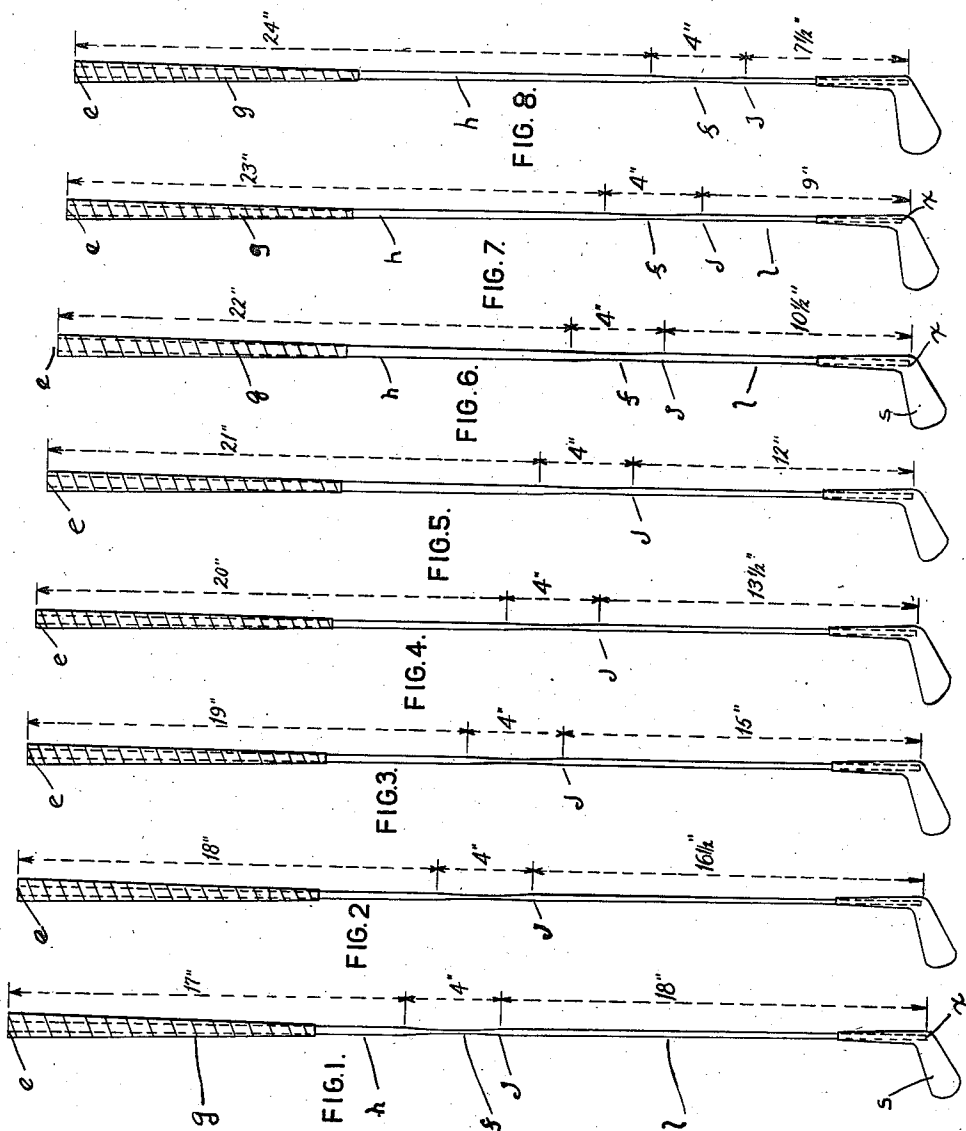 24"
4"
7½"
e
g
h
f
j
FIG. 8.
23"
4"
9"
e
g
h
f
j
l
x
FIG. 7.
22"
4"
10½"
e
g
h
f
j
l
x
s
FIG. 6.
21"
4"
12"
e
j
FIG. 5.
20"
4"
13½"
e
j
FIG. 4.
19"
4"
15"
e
j
FIG. 3.
18"
4"
16½"
e
j
FIG. 2
17"
4"
18"
e
g
h
f
j
l
x
s
FIG. 1.